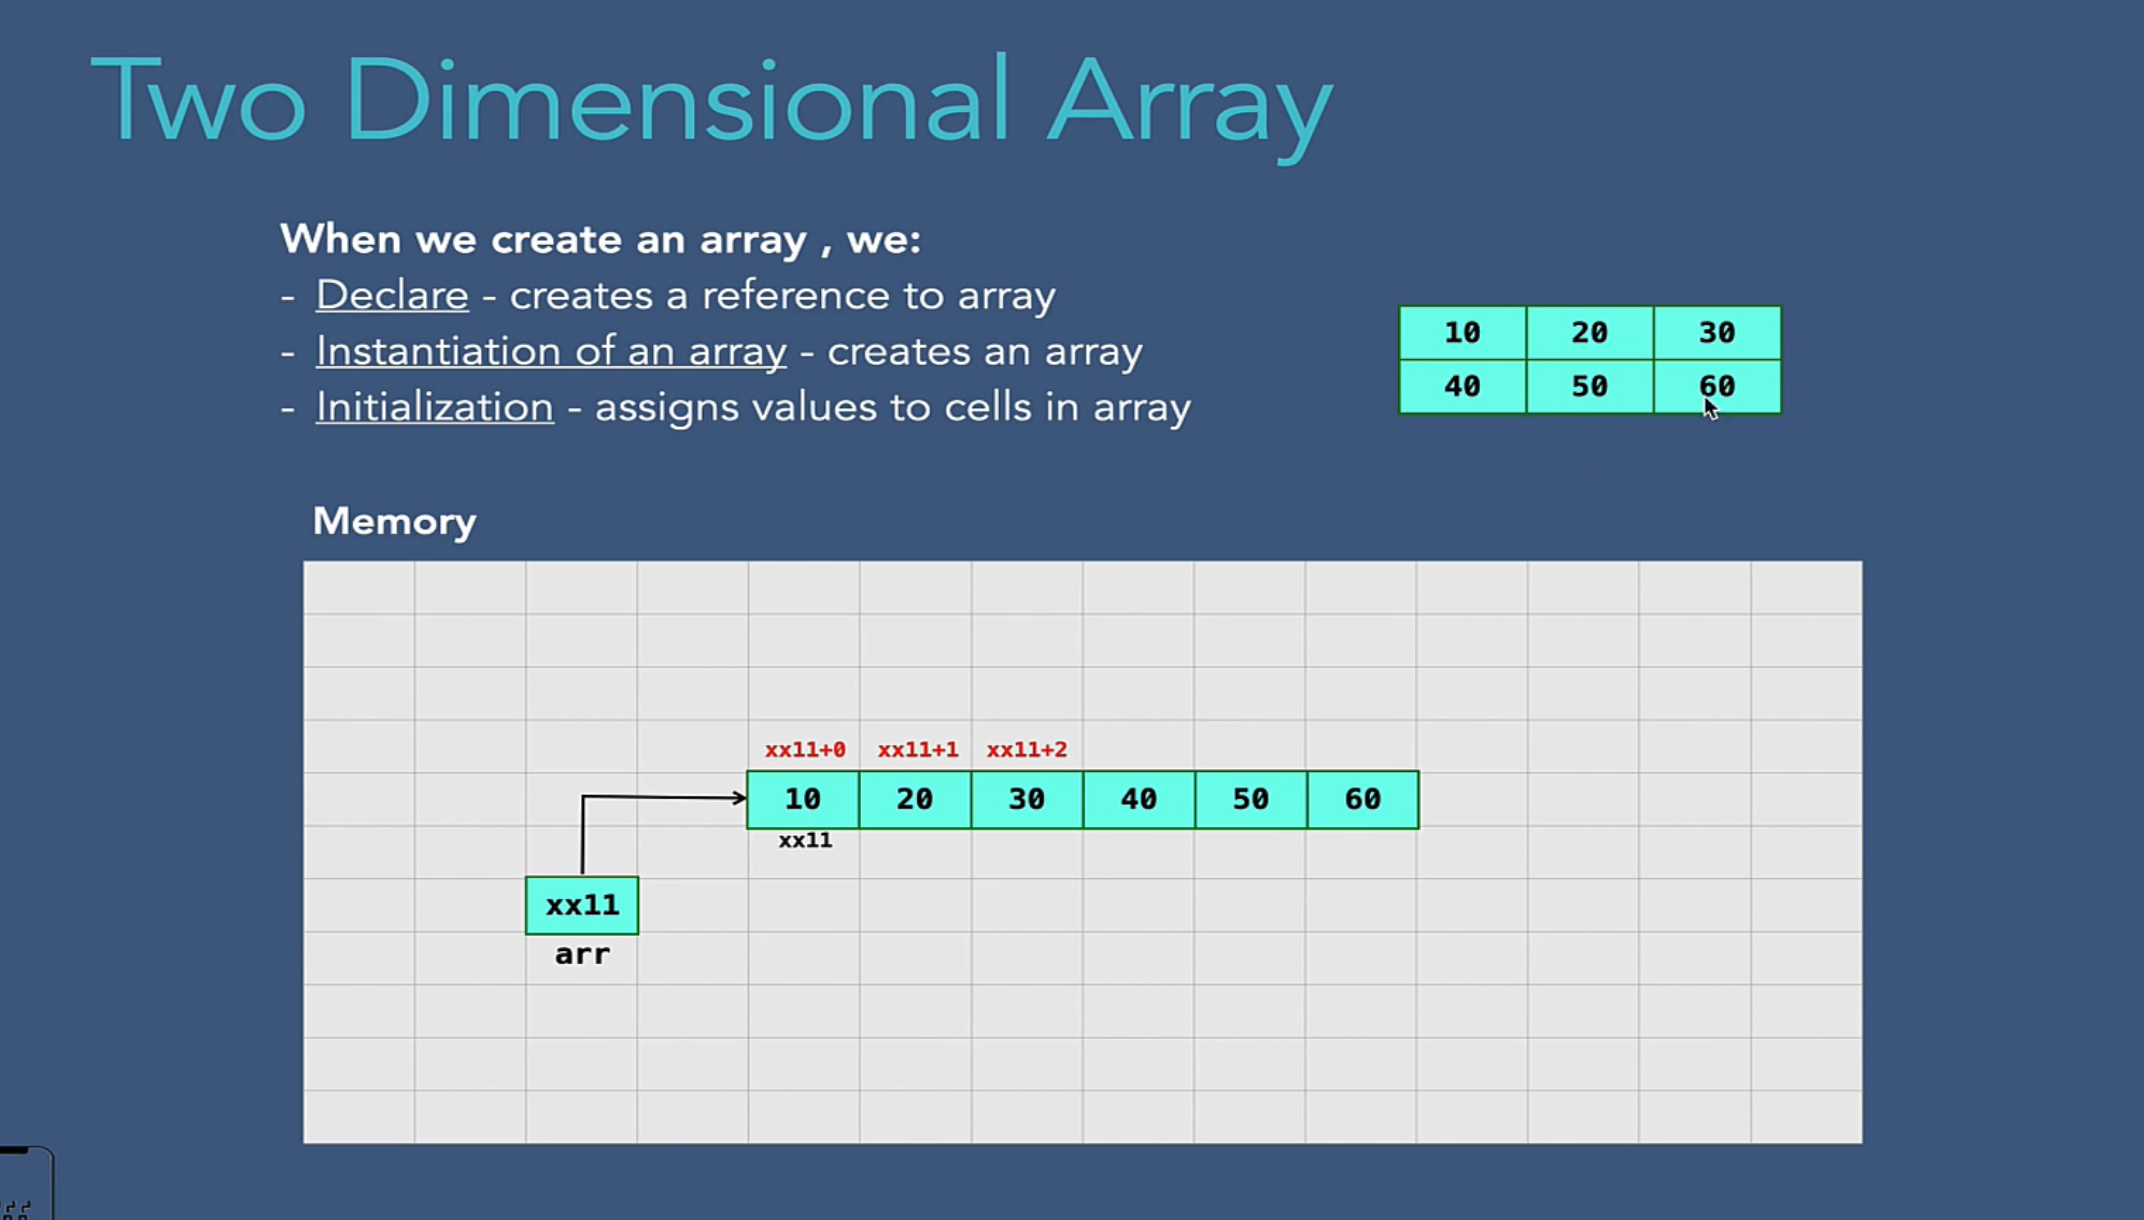 Two Dimensional Array
When we create an array , we:
- Declare - creates a reference to array
- Instantiation of an array - creates an array
- Initialization - assigns values to cells in array
10 20 30
40 50 60
Memory
xx11+0 xx11+1 xx11+2
10 20 30 40 50 60
xx11
xx11
arr